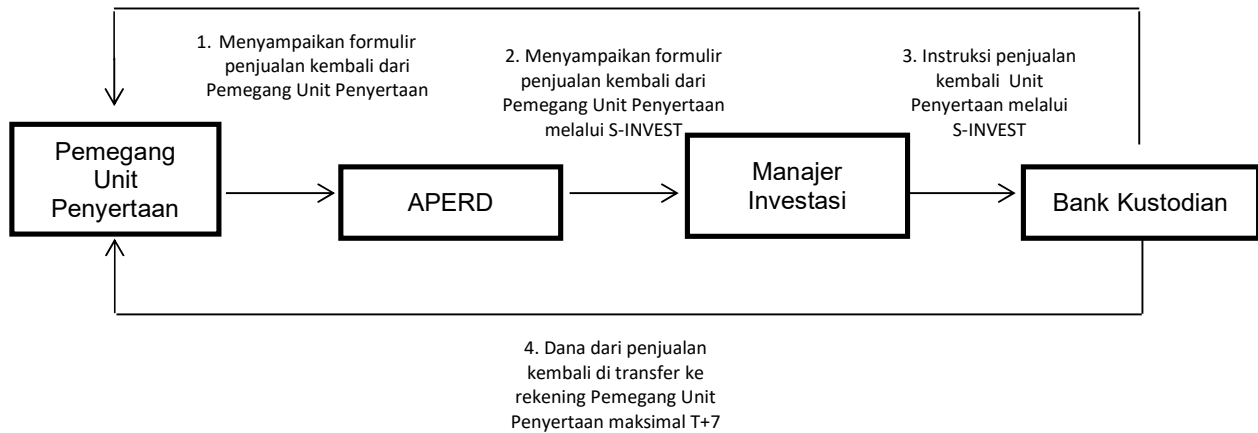 1. Menyampaikan formulir
penjualan kembali dari
Pemegang Unit Penyertaan
2. Menyampaikan formulir
penjualan kembali dari
Pemegang Unit Penyertaan
melalui S-INVEST
3. Instruksi penjualan
kembali Unit
Penyertaan melalui
S-INVEST
Pemegang
Unit
Penyertaan
APERD
Manajer
Investasi
Bank Kustodian
4. Dana dari penjualan
kembali di transfer ke
rekening Pemegang Unit
Penyertaan maksimal T+7